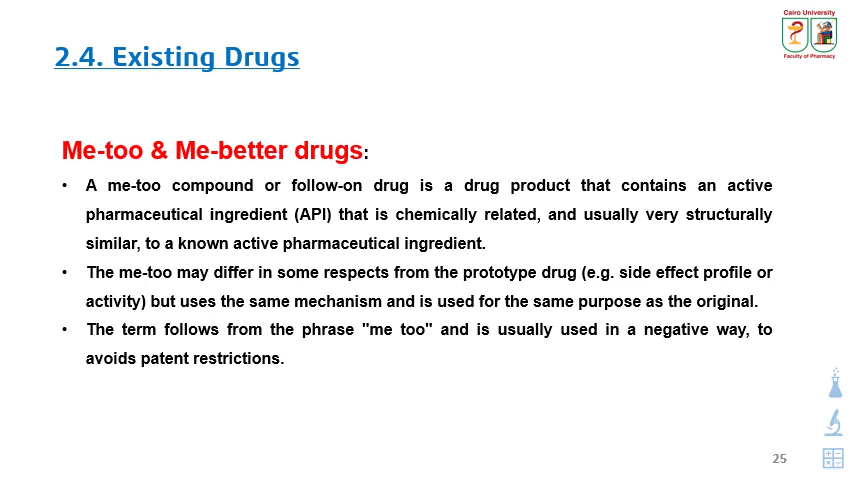 Cairo University
Faculty of Pharmacy
2.4. Existing Drugs
Me-too & Me-better drugs:
• A me-too compound or follow-on drug is a drug product that contains an active
pharmaceutical ingredient (API) that is chemically related, and usually very structurally
similar, to a known active pharmaceutical ingredient.
• The me-too may differ in some respects from the prototype drug (e.g. side effect profile or
activity) but uses the same mechanism and is used for the same purpose as the original.
• The term follows from the phrase "me too" and is usually used in a negative way, to
avoids patent restrictions.
25